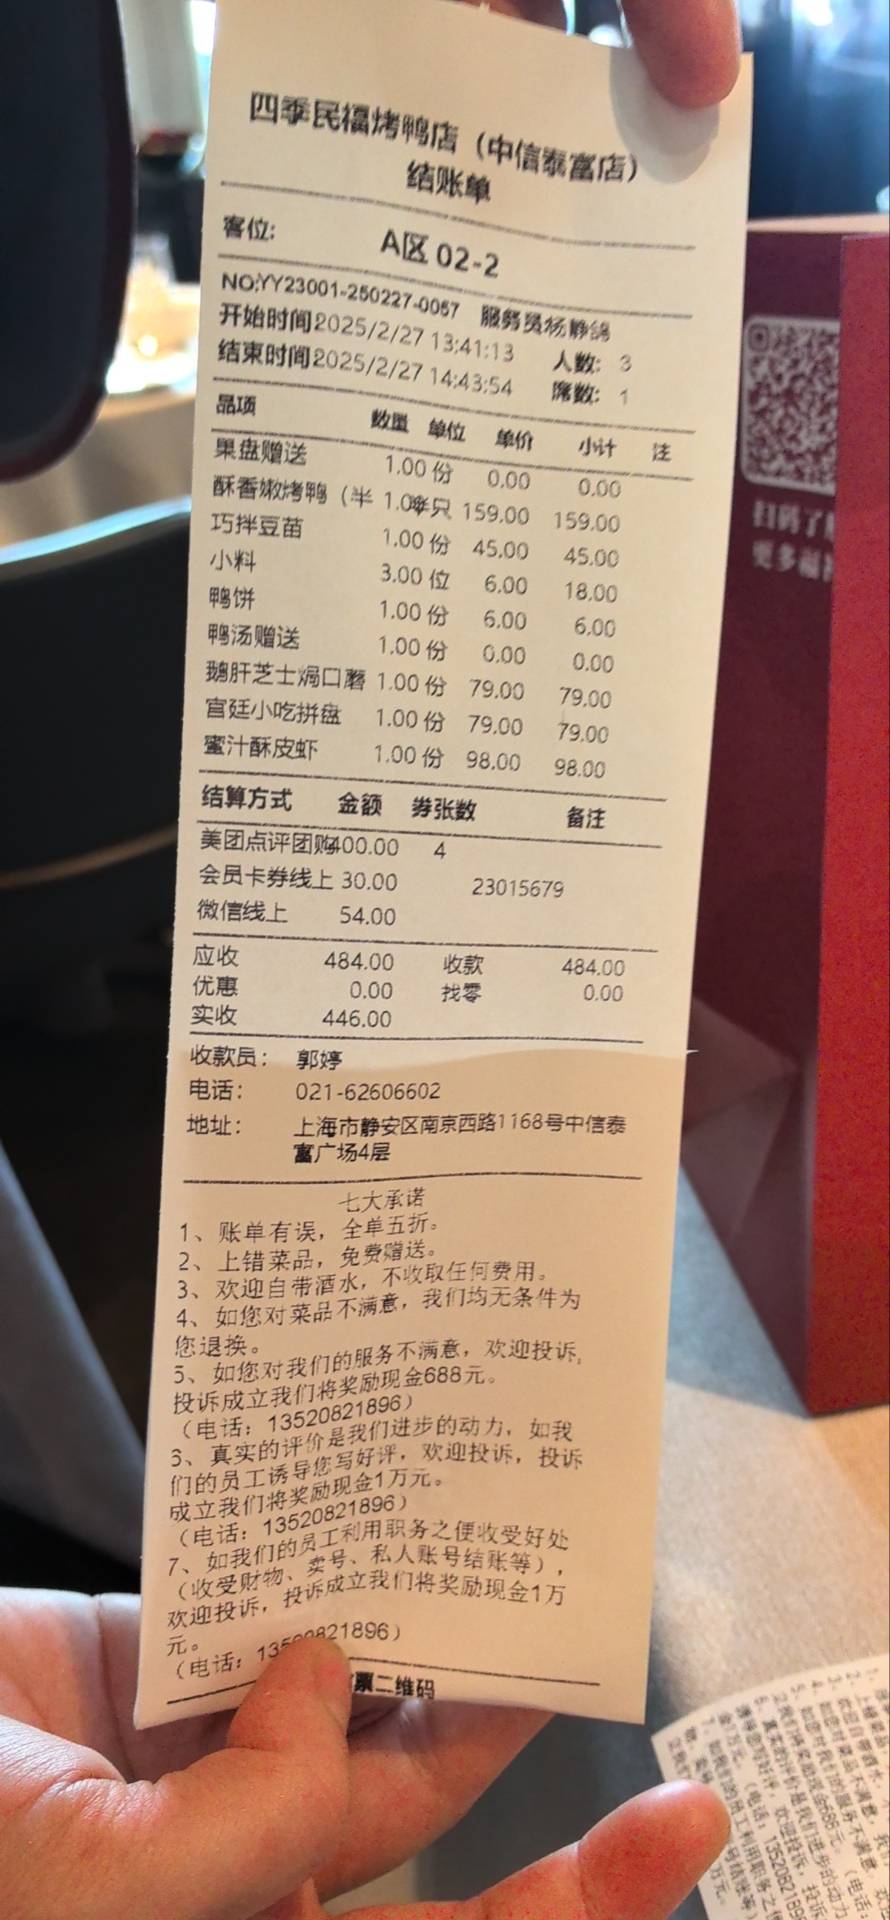 四季民福烤鸭店（中信泰富店）
结账单
客位: A区 02-2
NO:YY23001-250227-0057 服务员杨静鸽
开始时间2025/2/27 13:41:13 人数: 3
结束时间2025/2/27 14:43:54 席数: 1
品项 数量 单位 单价 小计 注
果盘赠送 1.00 份 0.00 0.00
酥香嫩烤鸭（半 1.00半只 159.00 159.00
巧拌豆苗 1.00 份 45.00 45.00
小料 3.00 位 6.00 18.00
鸭饼 1.00 份 6.00 6.00
鸭汤赠送 1.00 份 0.00 0.00
鹅肝芝士焗口蘑 1.00 份 79.00 79.00
宫廷小吃拼盘 1.00 份 79.00 79.00
蜜汁酥皮虾 1.00 份 98.00 98.00
结算方式 金额 券张数 备注
美团点评团购400.00 4
会员卡券线上 30.00 23015679
微信线上 54.00
应收 484.00 收款 484.00
优惠 0.00 找零 0.00
实收 446.00
收款员: 郭婷
电话: 021-62606602
地址: 上海市静安区南京西路1168号中信泰
富广场4层
七大承诺
1、账单有误，全单五折。
2、上错菜品，免费赠送。
3、欢迎自带酒水，不收取任何费用。
4、如您对菜品不满意，我们均无条件为
您退换。
5、如您对我们的服务不满意，欢迎投诉,
投诉成立我们将奖励现金688元。
（电话: 13520821896）
6、真实的评价是我们进步的动力，如我
们的员工诱导您写好评，欢迎投诉，投诉
成立我们将奖励现金1万元。
（电话: 13520821896）
7、如我们的员工利用职务之便收受好处
（收受财物、卖号、私人账号结账等），
欢迎投诉，投诉成立我们将奖励现金1万
元。
（电话: 13520821896）
票二维码
扫码了
更多福